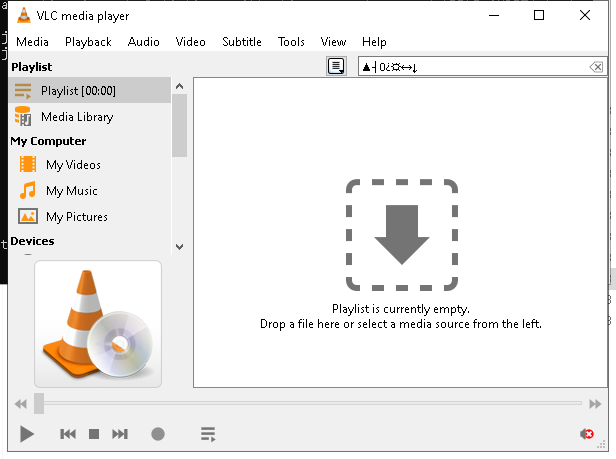 VLC media player
Media Playback Audio Video Subtitle Tools View Help
Playlist
▲┤0¿¤↔↓
Playlist [00:00]
Media Library
My Computer
My Videos
My Music
My Pictures
Devices
Playlist is currently empty.
Drop a file here or select a media source from the left.